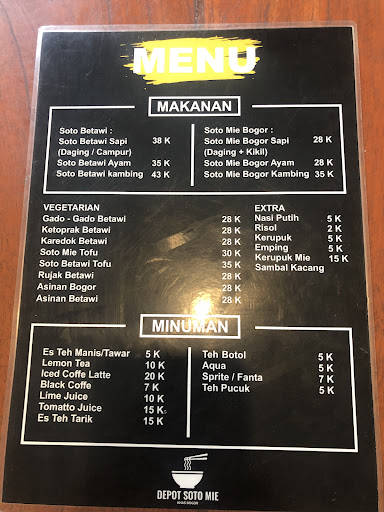 MENU
MAKANAN
Soto Betawi :
Soto Betawi Sapi 38 K
(Daging / Campur)
Soto Betawi Ayam 35 K
Soto Betawi kambing 43 K
Soto Mie Bogor :
Soto Mie Bogor Sapi 28 K
(Daging + Kikil)
Soto Mie Bogor Ayam 28 K
Soto Mie Bogor Kambing 35 K
VEGETARIAN
Gado - Gado Betawi 28 K
Ketoprak Betawi 28 K
Karedok Betawi 28 K
Soto Mie Tofu 30 K
Soto Betawi Tofu 35 K
Rujak Betawi 28 K
Asinan Bogor 28 K
Asinan Betawi 28 K
EXTRA
Nasi Putih 5 K
Risol 2 K
Kerupuk 5 K
Emping 5 K
Kerupuk Mie 15 K
Sambal Kacang
MINUMAN
Es Teh Manis/Tawar 5 K
Lemon Tea 10 K
Iced Coffe Latte 20 K
Black Coffe 7 K
Lime Juice 10 K
Tomatto Juice 15 K
Es Teh Tarik 15 K
Teh Botol 5 K
Aqua 5 K
Sprite / Fanta 7 K
Teh Pucuk 5 K
DEPOT SOTO MIE
KHAS BOGOR